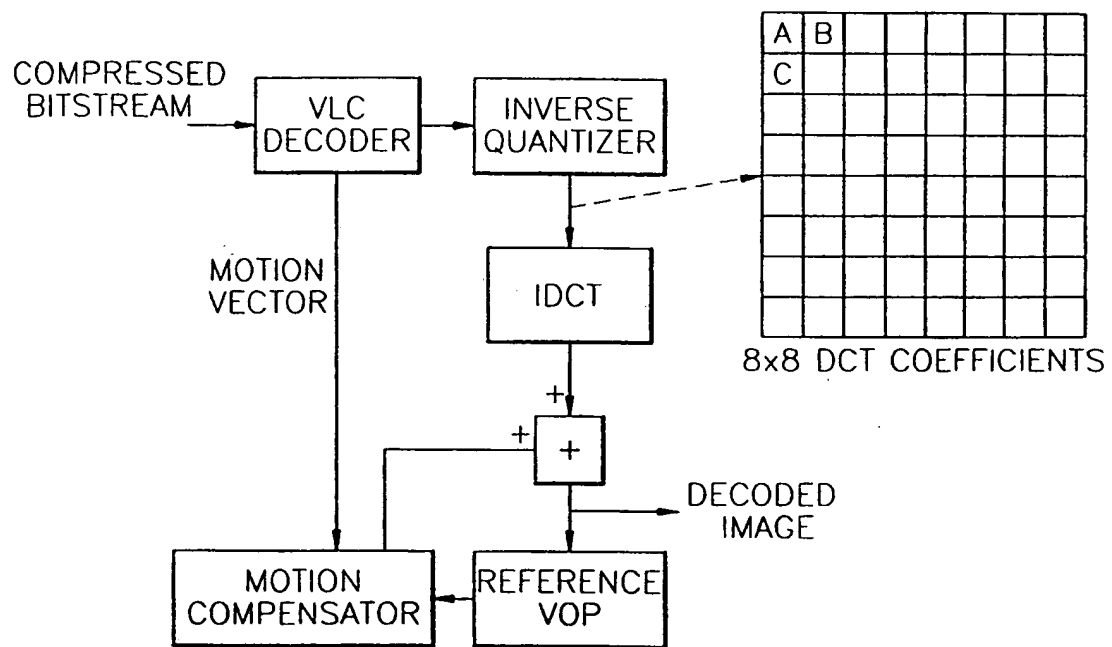 COMPRESSED
BITSTREAM
VLC
DECODER
INVERSE
QUANTIZER
A B
C
8x8 DCT COEFFICIENTS
MOTION
VECTOR
IDCT
+
+
+
DECODED
IMAGE
MOTION
COMPENSATOR
REFERENCE
VOP